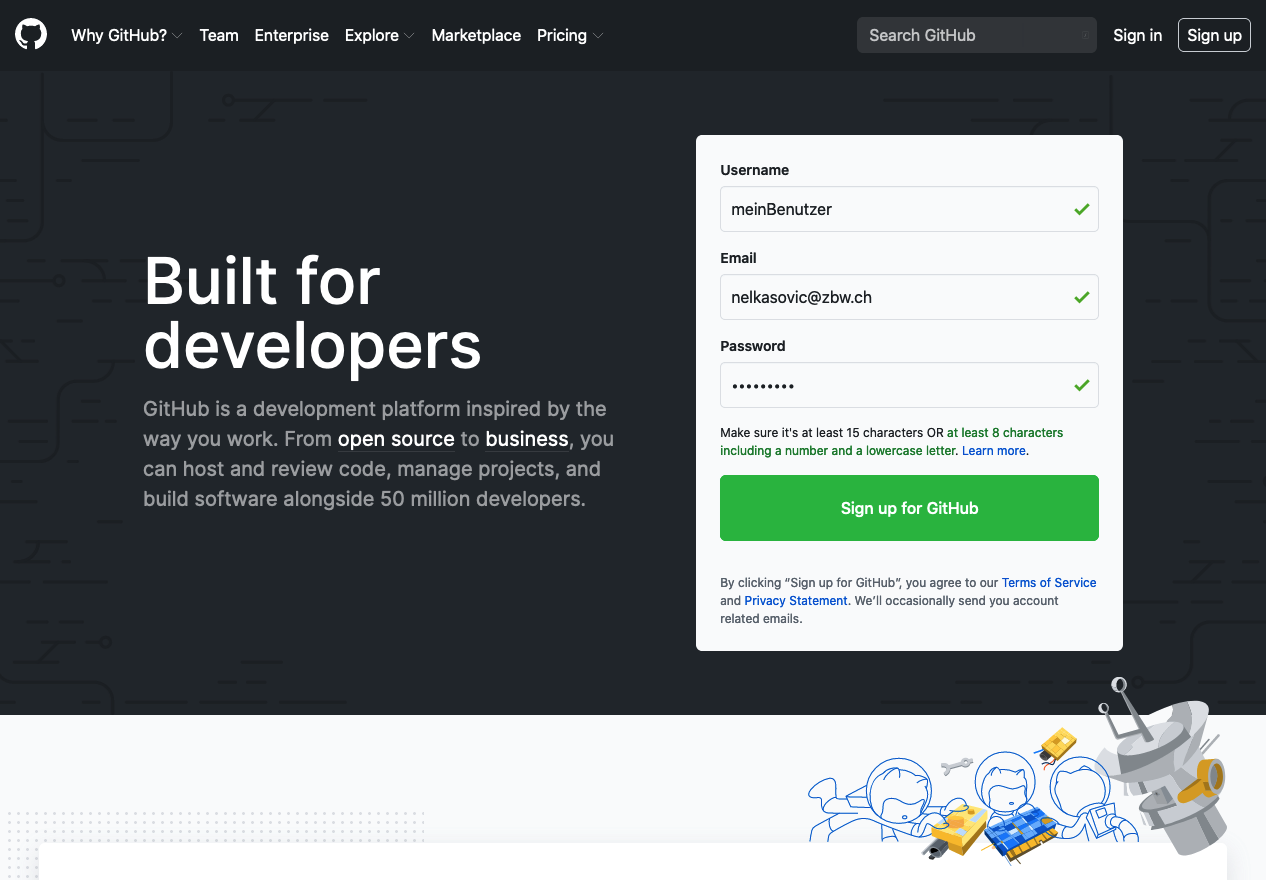 Why GitHub? Team Enterprise Explore Marketplace Pricing Search GitHub Sign in Sign up
Built for
developers
GitHub is a development platform inspired by the
way you work. From open source to business, you
can host and review code, manage projects, and
build software alongside 50 million developers.
Username
meinBenutzer
Email
nelkasovic@zbw.ch
Password
•••••••••
Make sure it's at least 15 characters OR at least 8 characters
including a number and a lowercase letter. Learn more.
Sign up for GitHub
By clicking “Sign up for GitHub”, you agree to our Terms of Service
and Privacy Statement. We’ll occasionally send you account
related emails.